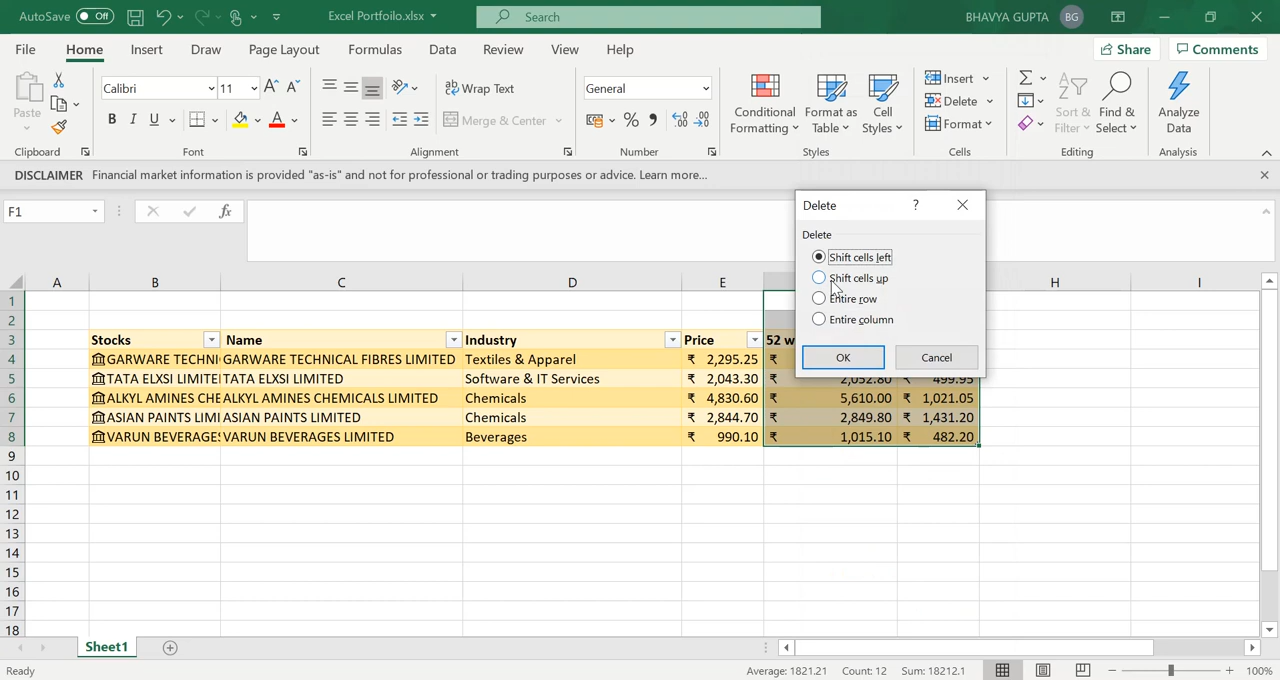 AutoSave Off Excel Portfoilo.xlsx Search BHAVYA GUPTA BG
File Home Insert Draw Page Layout Formulas Data Review View Help Share Comments
Paste
Clipboard
Calibri 11
B I U
Font
Wrap Text
Merge & Center
Alignment
General
%
Number
Conditional Formatting
Format as Table
Cell Styles
Styles
Insert
Delete
Format
Cells
Sort & Filter
Find & Select
Editing
Analyze Data
Analysis
DISCLAIMER Financial market information is provided "as-is" and not for professional or trading purposes or advice. Learn more...
F1 fx
Delete ?
Delete
Shift cells left
Shift cells up
Entire row
Entire column
OK Cancel
A B C D E H I
1
2
3 Stocks Name Industry Price 52 w
4 GARWARE TECHNI GARWARE TECHNICAL FIBRES LIMITED Textiles & Apparel ₹ 2,295.25 ₹
5 TATA ELXSI LIMITE TATA ELXSI LIMITED Software & IT Services ₹ 2,043.30 ₹ 2,052.80 ₹ 499.95
6 ALKYL AMINES CHE ALKYL AMINES CHEMICALS LIMITED Chemicals ₹ 4,830.60 ₹ 5,610.00 ₹ 1,021.05
7 ASIAN PAINTS LIMI ASIAN PAINTS LIMITED Chemicals ₹ 2,844.70 ₹ 2,849.80 ₹ 1,431.20
8 VARUN BEVERAGES VARUN BEVERAGES LIMITED Beverages ₹ 990.10 ₹ 1,015.10 ₹ 482.20
9
10
11
12
13
14
15
16
17
18
Sheet1
Ready Average: 1821.21 Count: 12 Sum: 18212.1 100%